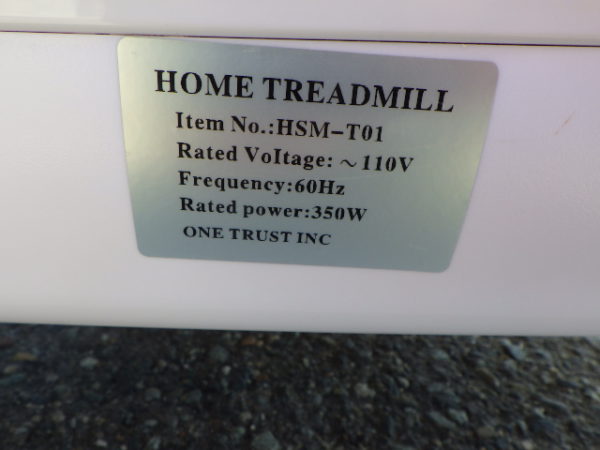 HOME TREADMILL
Item No.:HSM-T01
Rated Voltage: ~110V
Frequency:60Hz
Rated power:350W
ONE TRUST INC